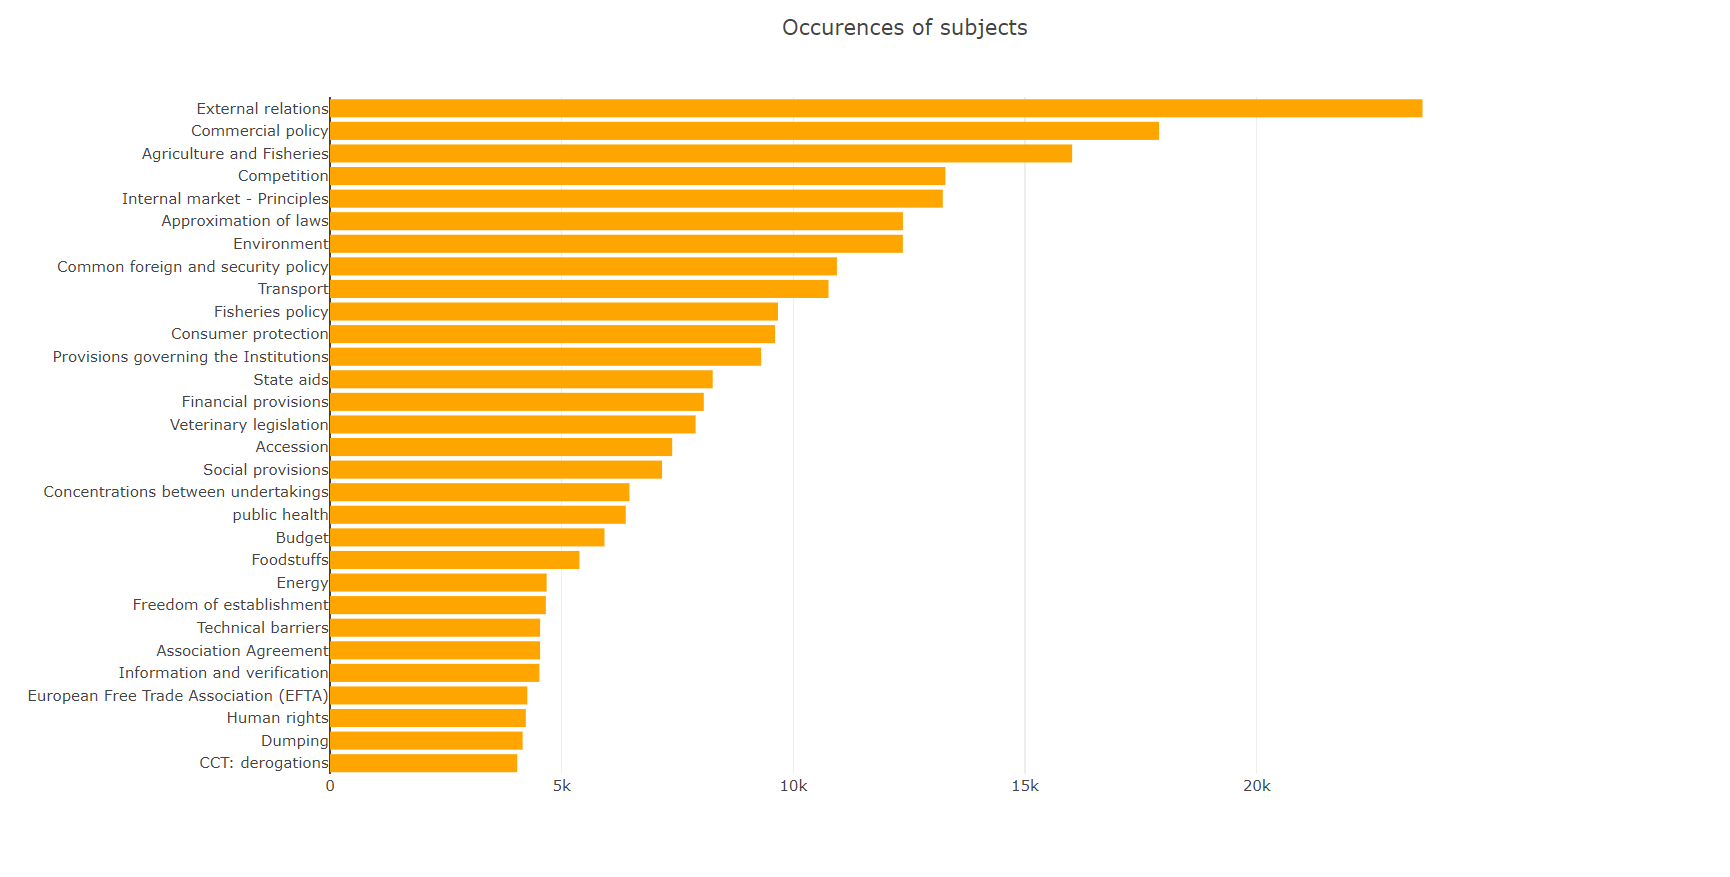 Occurences of subjects
External relations
Commercial policy
Agriculture and Fisheries
Competition
Internal market - Principles
Approximation of laws
Environment
Common foreign and security policy
Transport
Fisheries policy
Consumer protection
Provisions governing the Institutions
State aids
Financial provisions
Veterinary legislation
Accession
Social provisions
Concentrations between undertakings
public health
Budget
Foodstuffs
Energy
Freedom of establishment
Technical barriers
Association Agreement
Information and verification
European Free Trade Association (EFTA)
Human rights
Dumping
CCT: derogations
0 5k 10k 15k 20k